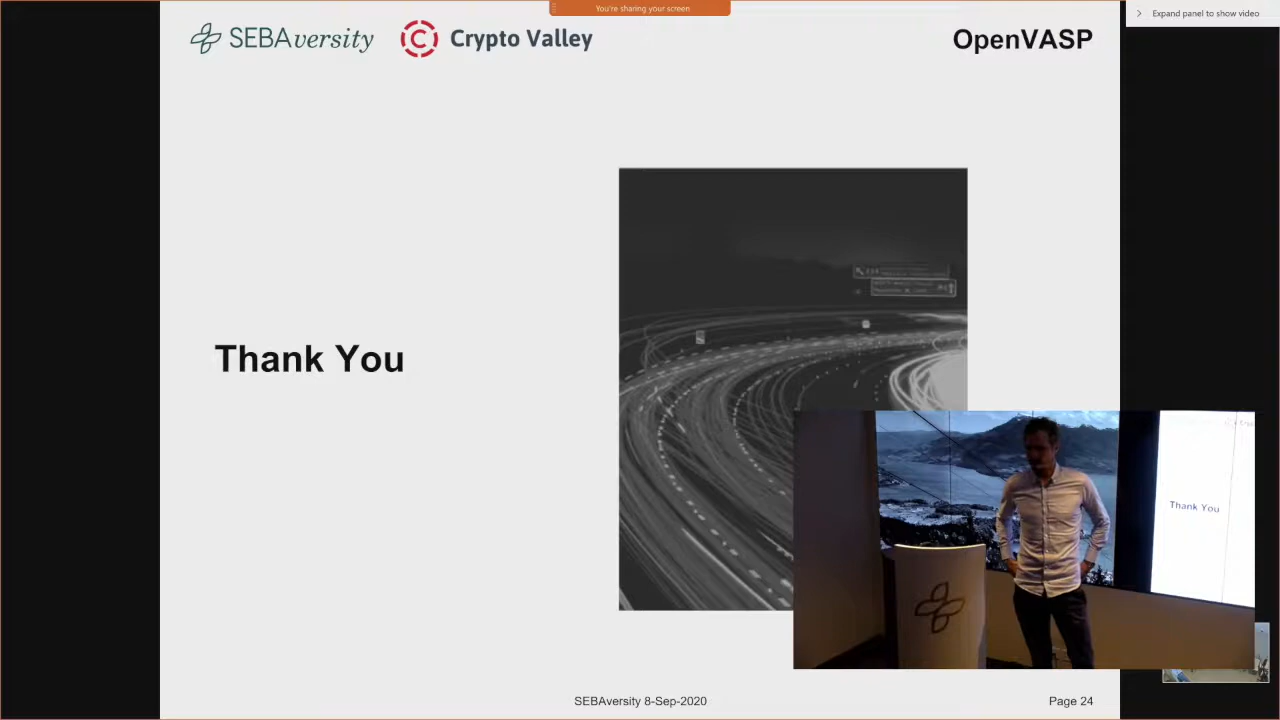 You're sharing your screen
Expand panel to show video
SEBAversity
Crypto Valley
OpenVASP
Thank You
Thank You
SEBAversity 8-Sep-2020
Page 24